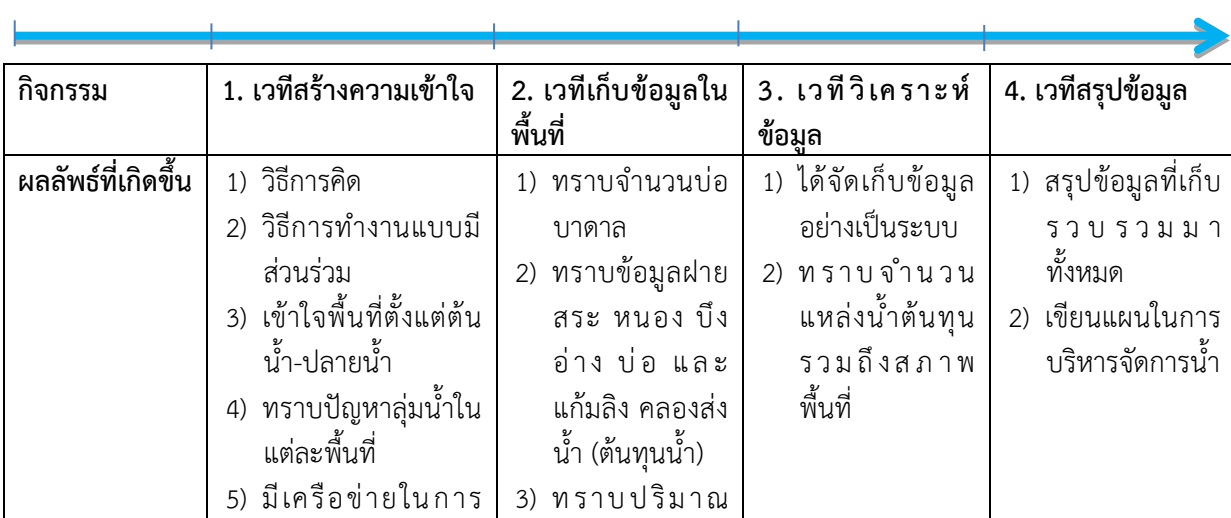 กิจกรรม
1. เวทีสร้างความเข้าใจ
2. เวทีเก็บข้อมูลใน
พื้นที่
3. เวทีวิเคราะห์
ข้อมูล
4. เวทีสรุปข้อมูล
ผลลัพธ์ที่เกิดขึ้น
1) วิธีการคิด
2) วิธีการทำงานแบบมี
ส่วนร่วม
3) เข้าใจพื้นที่ตั้งแต่ต้น
น้ำ-ปลายน้ำ
4) ทราบปัญหาลุ่มน้ำใน
แต่ละพื้นที่
5) มีเครือข่ายในการ
1) ทราบจำนวนบ่อ
บาดาล
2) ทราบข้อมูลฝาย
สระ หนอง บึง
อ่าง บ่อ และ
แก้มลิง คลองส่ง
น้ำ (ต้นทุนน้ำ)
3) ทราบปริมาณ
1) ได้จัดเก็บข้อมูล
อย่างเป็นระบบ
2) ทราบจำนวน
แหล่งน้ำต้นทุน
รวมถึงสภาพ
พื้นที่
1) สรุปข้อมูลที่เก็บ
รวบรวมมา
ทั้งหมด
2) เขียนแผนในการ
บริหารจัดการน้ำ